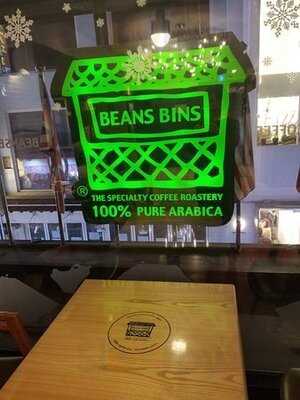 BEANS BINS
®
THE SPECIALTY COFFEE ROASTERY
100% PURE ARABICA